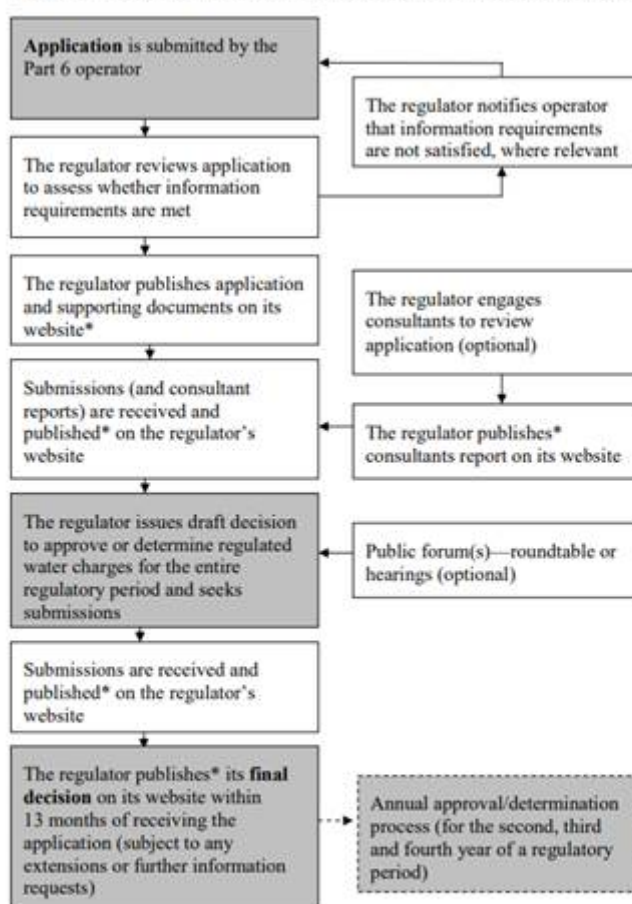 Application is submitted by the
Part 6 operator
The regulator notifies operator
that information requirements
are not satisfied, where relevant
The regulator reviews application
to assess whether information
requirements are met
The regulator publishes application
and supporting documents on its
website*
The regulator engages
consultants to review
application (optional)
Submissions (and consultant
reports) are received and
published* on the regulator's
website
The regulator publishes*
consultants report on its website
The regulator issues draft decision
to approve or determine regulated
water charges for the entire
regulatory period and seeks
submissions
Public forum(s)—roundtable or
hearings (optional)
Submissions are received and
published* on the regulator's
website
The regulator publishes* its final
decision on its website within
13 months of receiving the
application (subject to any
extensions or further information
requests)
Annual approval/determination
process (for the second, third
and fourth year of a regulatory
period)